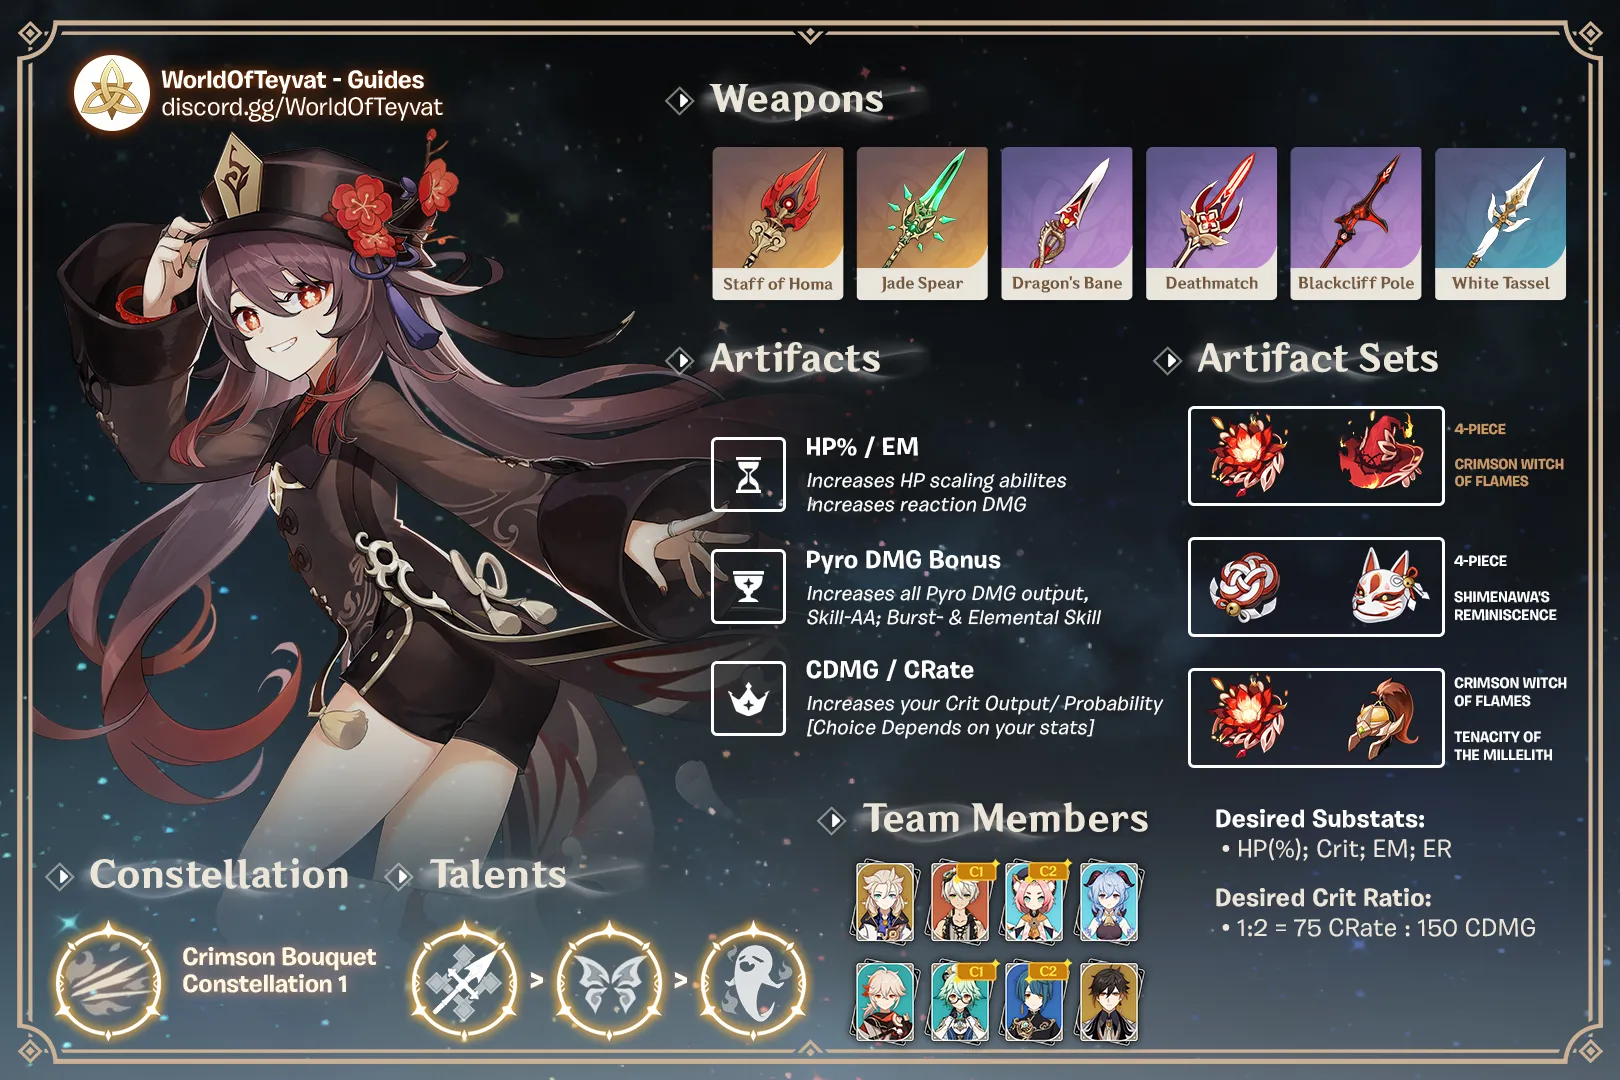 WorldOfTeyvat - Guides
discord.gg/WorldOfTeyvat
Weapons
Staff of Homa
Jade Spear
Dragon's Bane
Deathmatch
Blackcliff Pole
White Tassel
Artifacts
HP% / EM
Increases HP scaling abilites
Increases reaction DMG
Pyro DMG Bonus
Increases all Pyro DMG output,
Skill-AA; Burst- & Elemental Skill
CDMG / CRate
Increases your Crit Output/ Probability
[Choice Depends on your stats]
Artifact Sets
4-PIECE
CRIMSON WITCH
OF FLAMES
4-PIECE
SHIMENAWA'S
REMINISCENCE
CRIMSON WITCH
OF FLAMES
TENACITY OF
THE MILLELITH
Team Members
C1
C2
C1
C2
Desired Substats:
• HP(%); Crit; EM; ER
Desired Crit Ratio:
• 1:2 = 75 CRate : 150 CDMG
Constellation
Crimson Bouquet
Constellation 1
Talents
> >